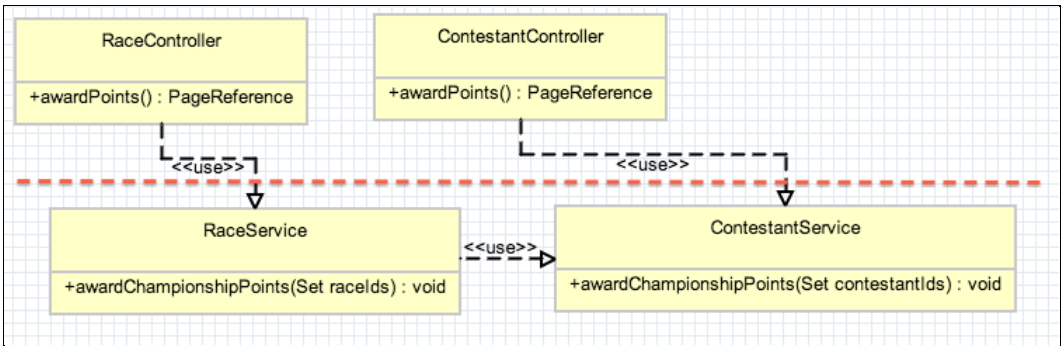 RaceController
+awardPoints() : PageReference
ContestantController
+awardPoints() : PageReference
<<use>>
<<use>>
RaceService
+awardChampionshipPoints(Set raceIds) : void
<<use>>
ContestantService
+awardChampionshipPoints(Set contestantIds) : void